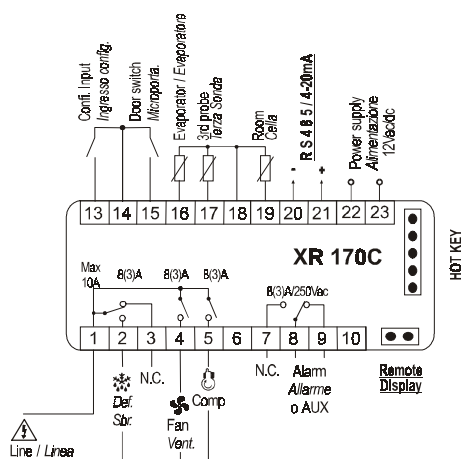 Confi. Input
Ingresso config.
Door switch
Microporta.
Evaporator / Evaporatore
3rd probe
Terza Sonda
Room
Cella
RS485 / 4-20mA
- +
Power supply
Alimentazione
12Vac/dc
13 14 15 16 17 18 19 20 21 22 23
XR 170C
HOT KEY
Max
10A
8(3)A 8(3)A 8(3)A
8(3)A/250Vac
1 2 3 4 5 6 7 8 9 10
N.C.
Def.
Sbr.
Fan
Vent.
Comp
N.C.
Alarm
Allarme
o AUX
Remote
Display
Line / Linea